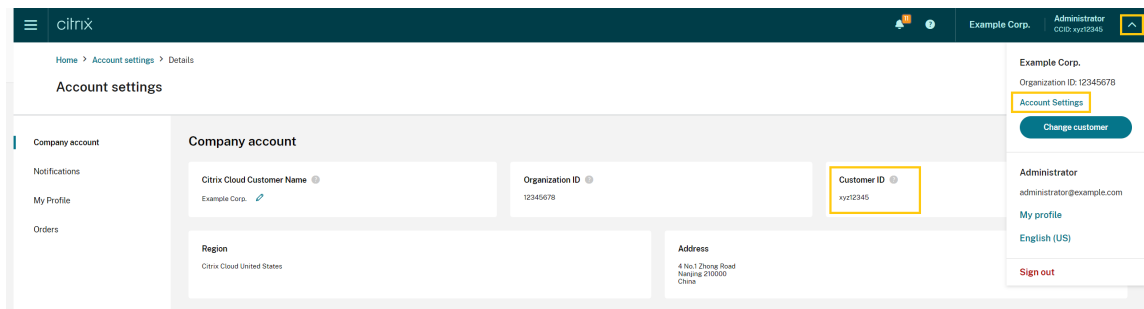 citrix
11
?
Example Corp.
Administrator
CCID: xyz12345
Home > Account settings > Details
Account settings
Example Corp.
Organization ID: 12345678
Account Settings
Change customer
Administrator
administrator@example.com
My profile
English (US)
Sign out
Company account
Notifications
My Profile
Orders
Company account
Citrix Cloud Customer Name ?
Example Corp.
Organization ID ?
12345678
Customer ID ?
xyz12345
Region
Citrix Cloud United States
Address
4 No.1 Zhong Road
Nanjing 210000
China